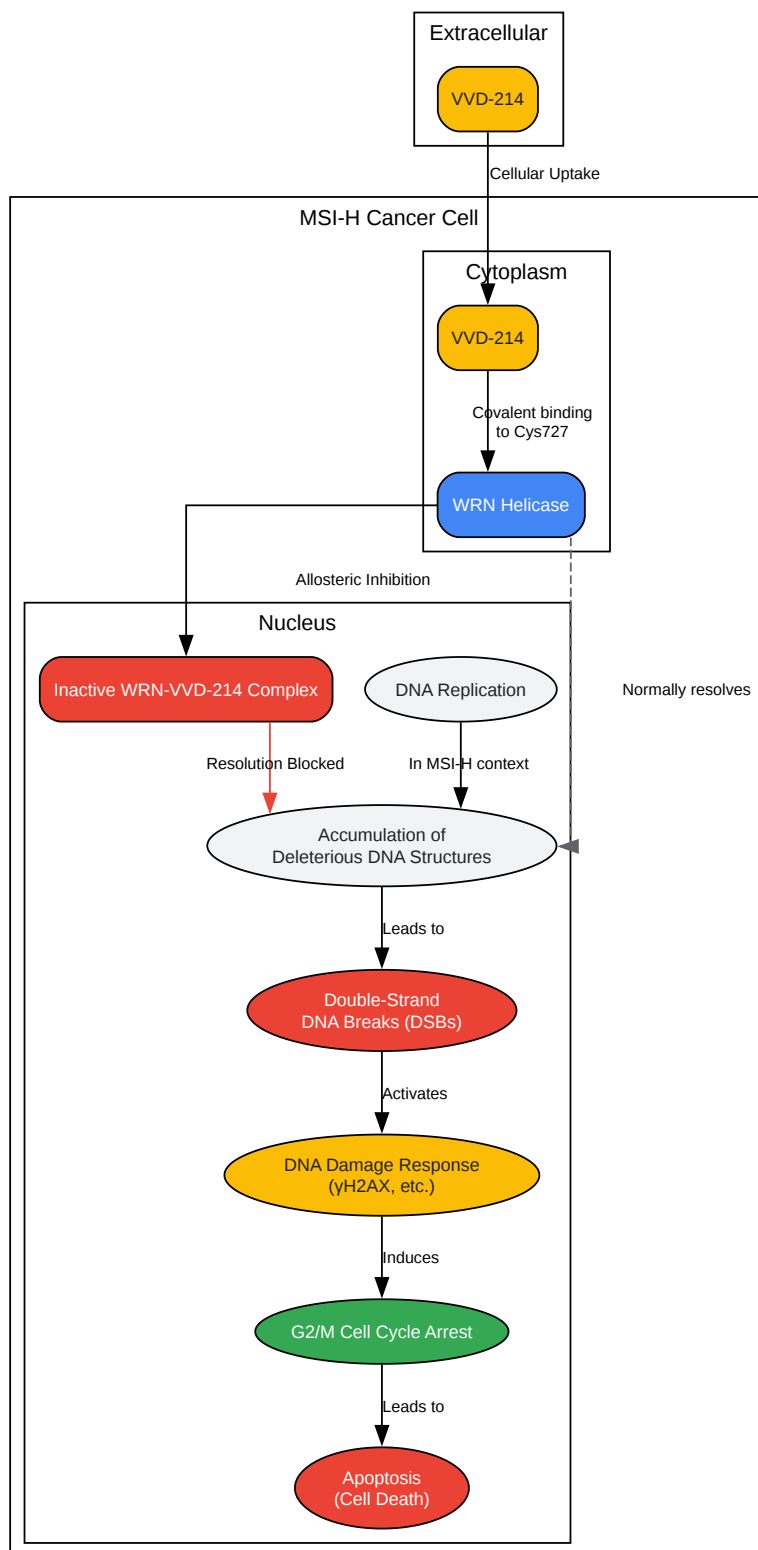 Extracellular
VVD-214
Cellular Uptake
MSI-H Cancer Cell
Cytoplasm
VVD-214
Covalent binding
to Cys727
WRN Helicase
Allosteric Inhibition
Nucleus
Inactive WRN-VVD-214 Complex
DNA Replication
Normally resolves
Resolution Blocked
In MSI-H context
Accumulation of
Deleterious DNA Structures
Leads to
Double-Strand
DNA Breaks (DSBs)
Activates
DNA Damage Response
(γH2AX, etc.)
Induces
G2/M Cell Cycle Arrest
Leads to
Apoptosis
(Cell Death)